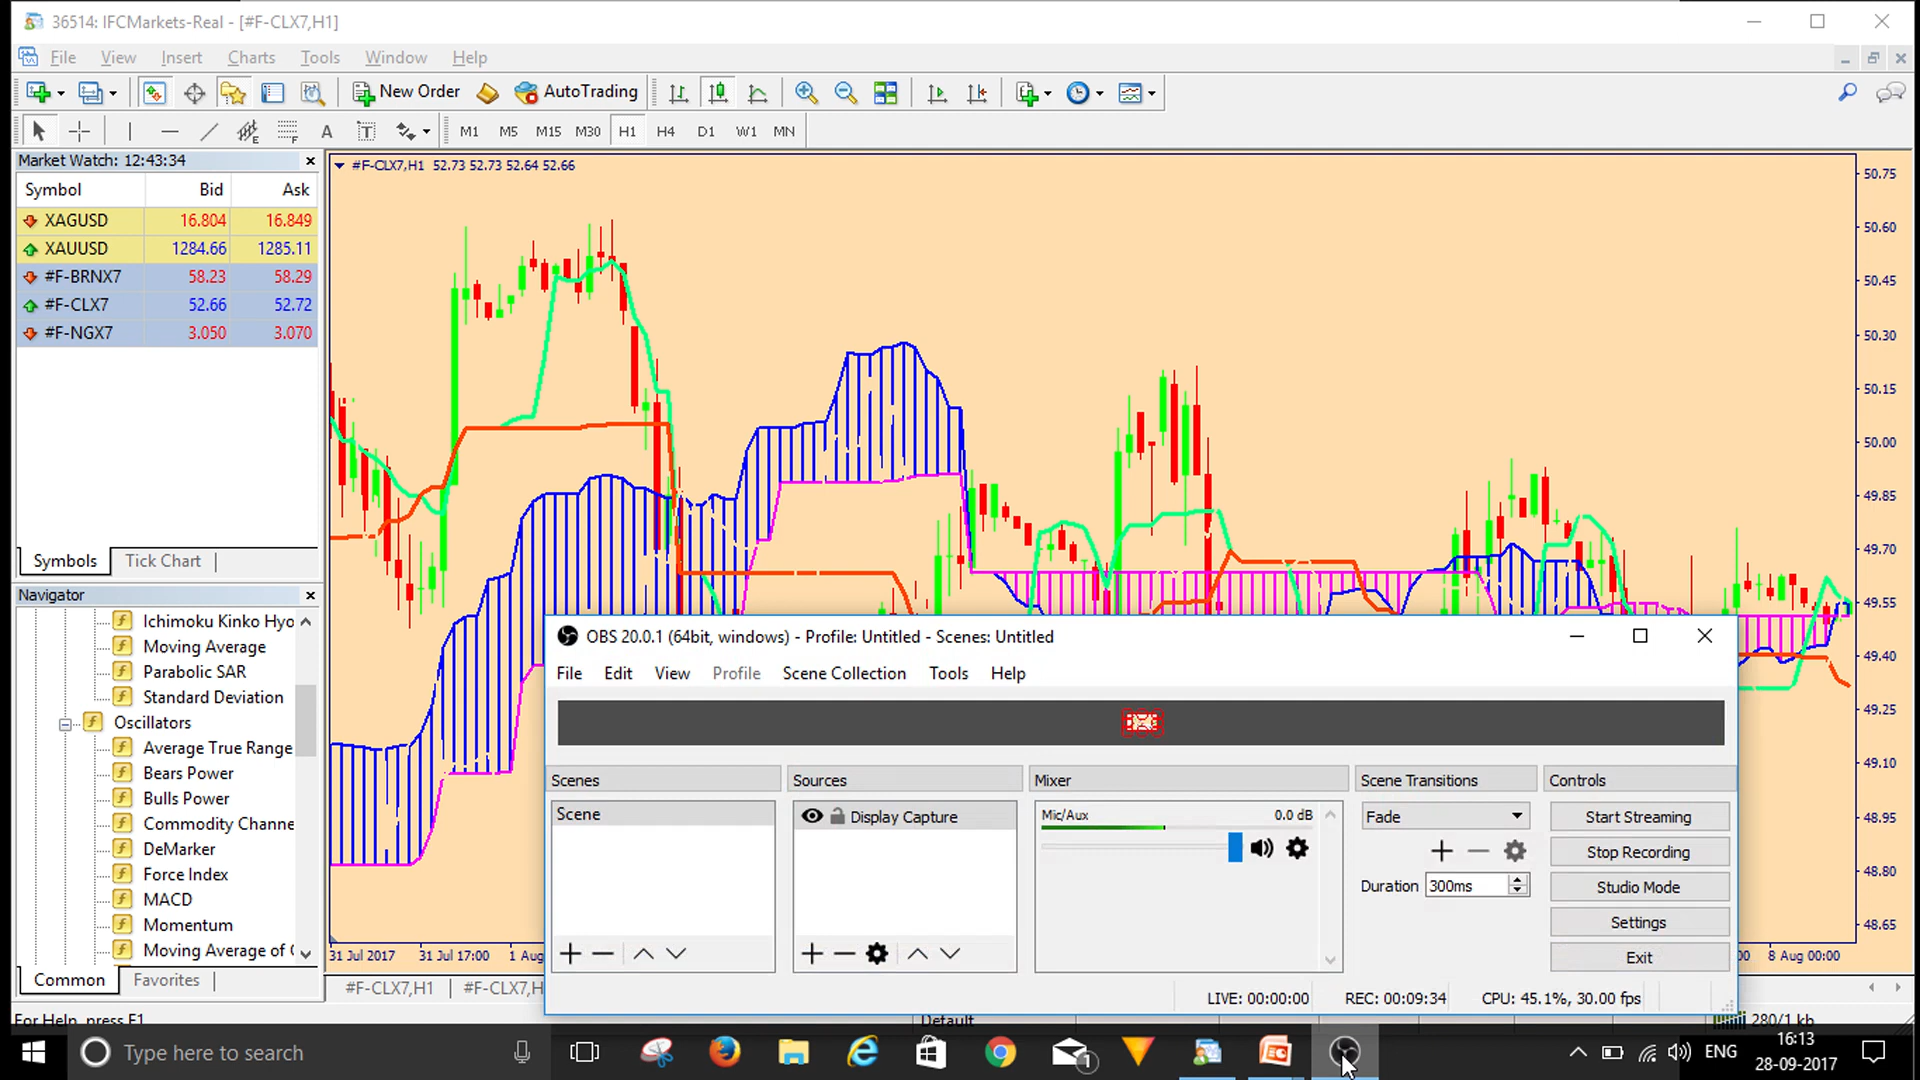 36514: IFCMarkets-Real - [#F-CLX7,H1]
File View Insert Charts Tools Window Help
New Order AutoTrading
A T M1 M5 M15 M30 H1 H4 D1 W1 MN
Market Watch: 12:43:34
Symbol Bid Ask
XAGUSD 16.804 16.849
XAUUSD 1284.66 1285.11
#F-BRNX7 58.23 58.29
#F-CLX7 52.66 52.72
#F-NGX7 3.050 3.070
Symbols Tick Chart
Navigator
Ichimoku Kinko Hyo
Moving Average
Parabolic SAR
Standard Deviation
Oscillators
Average True Range
Bears Power
Bulls Power
Commodity Channe
DeMarker
Force Index
MACD
Momentum
Moving Average of
Common Favorites
For Help, press F1
#F-CLX7,H1 52.73 52.73 52.64 52.66
50.75
50.60
50.45
50.30
50.15
50.00
49.85
49.70
49.55
49.40
49.25
49.10
48.95
48.80
48.65
31 Jul 2017 31 Jul 17:00 1 Aug 8 Aug 00:00
#F-CLX7,H1 #F-CLX7,H
Default
280/1 kb
OBS 20.0.1 (64bit, windows) - Profile: Untitled - Scenes: Untitled
File Edit View Profile Scene Collection Tools Help
Scenes
Scene
Sources
Display Capture
Mixer
Mic/Aux 0.0 dB
Scene Transitions
Fade
Duration 300ms
Controls
Start Streaming
Stop Recording
Studio Mode
Settings
Exit
LIVE: 00:00:00 REC: 00:09:34 CPU: 45.1%, 30.00 fps
Type here to search
1
ENG
16:13
28-09-2017